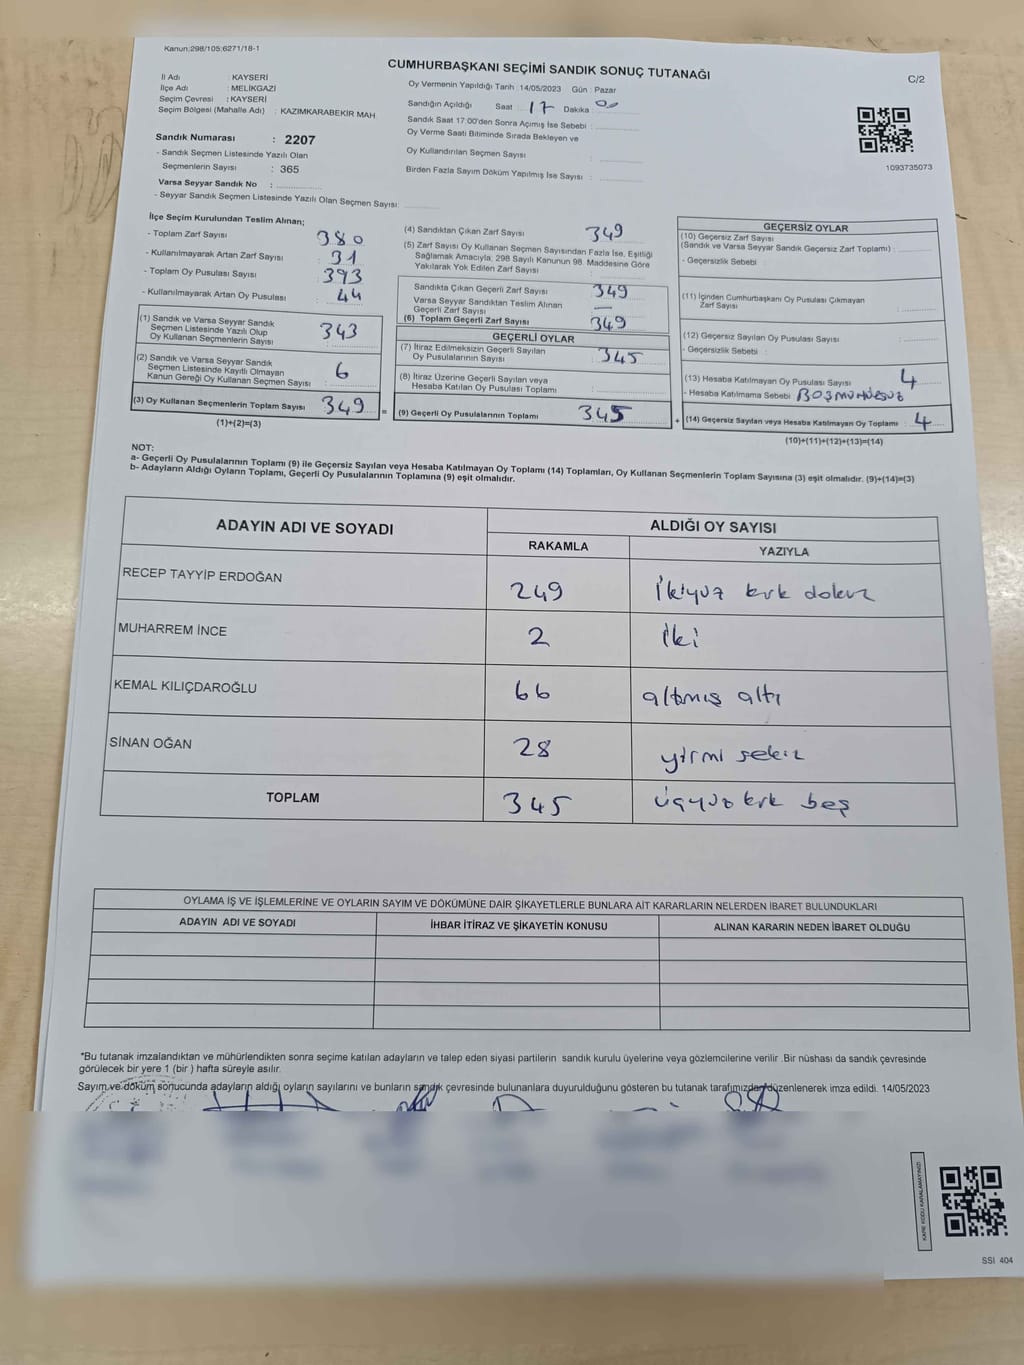 Kanun:298/105:6271/18-1
CUMHURBAŞKANI SEÇİMİ SANDIK SONUÇ TUTANAĞI
C/2
İl Adı : KAYSERİ
İlçe Adı : MELİKGAZİ
Seçim Çevresi : KAYSERİ
Seçim Bölgesi (Mahalle Adı) : KAZIMKARABEKIR MAH.
Sandık Numarası : 2207
- Sandık Seçmen Listesinde Yazılı Olan
Seçmenlerin Sayısı : 365
Varsa Seyyar Sandık No :
- Seyyar Sandık Seçmen Listesinde Yazılı Olan Seçmen Sayısı:
Oy Vermenin Yapıldığı Tarih : 14/05/2023 Gün : Pazar
Sandığın Açıldığı Saat : 17 Dakika : 00
Sandık Saat 17:00'den Sonra Açımış İse Sebebi :
Oy Verme Saati Bitiminde Sırada Bekleyen ve
Oy Kullandırılan Seçmen Sayısı :
Birden Fazla Sayım Döküm Yapılmış İse Sayısı :
1093735073
İlçe Seçim Kurulundan Teslim Alınan;
- Toplam Zarf Sayısı : 380
- Kullanılmayarak Artan Zarf Sayısı : 31
- Toplam Oy Pusulası Sayısı : 393
- Kullanılmayarak Artan Oy Pusulası : 44
(1) Sandık ve Varsa Seyyar Sandık
Seçmen Listesinde Yazılı Olup
Oy Kullanan Seçmenlerin Sayısı : 343
(2) Sandık ve Varsa Seyyar Sandık
Seçmen Listesinde Kayıtlı Olmayan
Kanun Gereği Oy Kullanan Seçmen Sayısı : 6
(3) Oy Kullanan Seçmenlerin Toplam Sayısı : 349
(1)+(2)=(3)
=
(4) Sandıktan Çıkan Zarf Sayısı : 349
(5) Zarf Sayısı Oy Kullanan Seçmen Sayısından Fazla İse, Eşitliği
Sağlamak Amacıyla, 298 Sayılı Kanunun 98. Maddesine Göre
Yakılarak Yok Edilen Zarf Sayısı :
Sandıkta Çıkan Geçerli Zarf Sayısı : 349
Varsa Seyyar Sandıktan Teslim Alınan
Geçerli Zarf Sayısı : —
(6) Toplam Geçerli Zarf Sayısı : 349
GEÇERLİ OYLAR
(7) İtiraz Edilmeksizin Geçerli Sayılan
Oy Pusulalarının Sayısı : 345
(8) İtiraz Üzerine Geçerli Sayılan veya
Hesaba Katılan Oy Pusulası Toplamı :
(9) Geçerli Oy Pusulalarının Toplamı : 345
+
GEÇERSİZ OYLAR
(10) Geçersiz Zarf Sayısı
(Sandık ve Varsa Seyyar Sandık Geçersiz Zarf Toplamı) :
- Geçersizlik Sebebi :
(11) İçinden Cumhurbaşkanı Oy Pusulası Çıkmayan
Zarf Sayısı :
(12) Geçersiz Sayılan Oy Pusulası Sayısı :
- Geçersizlik Sebebi :
(13) Hesaba Katılmayan Oy Pusulası Sayısı : 4
- Hesaba Katılmama Sebebi : BOŞ MÜHÜRSÜZ
(14) Geçersiz Sayılan veya Hesaba Katılmayan Oy Toplamı : 4
(10)+(11)+(12)+(13)=(14)
NOT:
a- Geçerli Oy Pusulalarının Toplamı (9) ile Geçersiz Sayılan veya Hesaba Katılmayan Oy Toplamı (14) Toplamları, Oy Kullanan Seçmenlerin Toplam Sayısına (3) eşit olmalıdır. (9)+(14)=(3)
b- Adayların Aldığı Oyların Toplamı, Geçerli Oy Pusulalarının Toplamına (9) eşit olmalıdır.
ADAYIN ADI VE SOYADI
ALDIĞI OY SAYISI
RAKAMLA YAZIYLA
RECEP TAYYİP ERDOĞAN 249 İkiyüz kırk dokuz
MUHARREM İNCE 2 İki
KEMAL KILIÇDAROĞLU 66 altmış altı
SİNAN OĞAN 28 yirmi sekiz
TOPLAM 345 üçyüz kırk beş
OYLAMA İŞ VE İŞLEMLERİNE VE OYLARIN SAYIM VE DÖKÜMÜNE DAİR ŞİKAYETLERLE BUNLARA AİT KARARLARIN NELERDEN İBARET BULUNDUKLARI
ADAYIN ADI VE SOYADI İHBAR İTİRAZ VE ŞİKAYETİN KONUSU ALINAN KARARIN NEDEN İBARET OLDUĞU
*Bu tutanak imzalandıktan ve mühürlendikten sonra seçime katılan adayların ve talep eden siyasi partilerin sandık kurulu üyelerine veya gözlemcilerine verilir .Bir nüshası da sandık çevresinde
görülecek bir yere 1 (bir ) hafta süreyle asılır.
Sayım ve döküm sonucunda adayların aldığı oyların sayılarını ve bunların sandık çevresinde bulunanlara duyurulduğunu gösteren bu tutanak tarafımızdan düzenlenerek imza edildi. 14/05/2023
KARE KODU KARALAMAYINIZ!
SSI 404